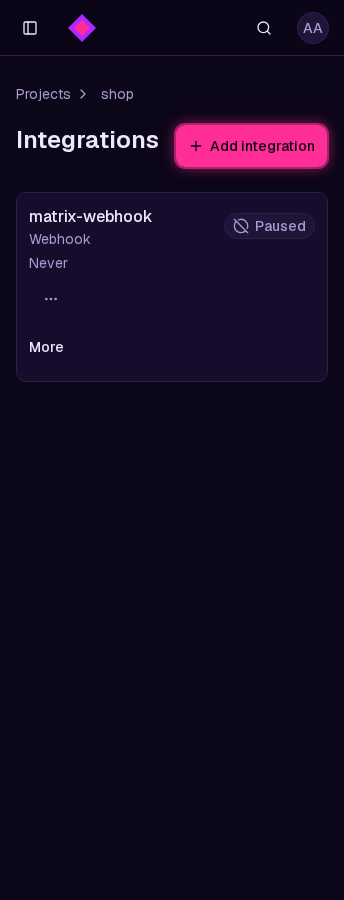 AA
Projects > shop
Integrations
+ Add integration
matrix-webhook
Paused
Webhook
Never
...
More